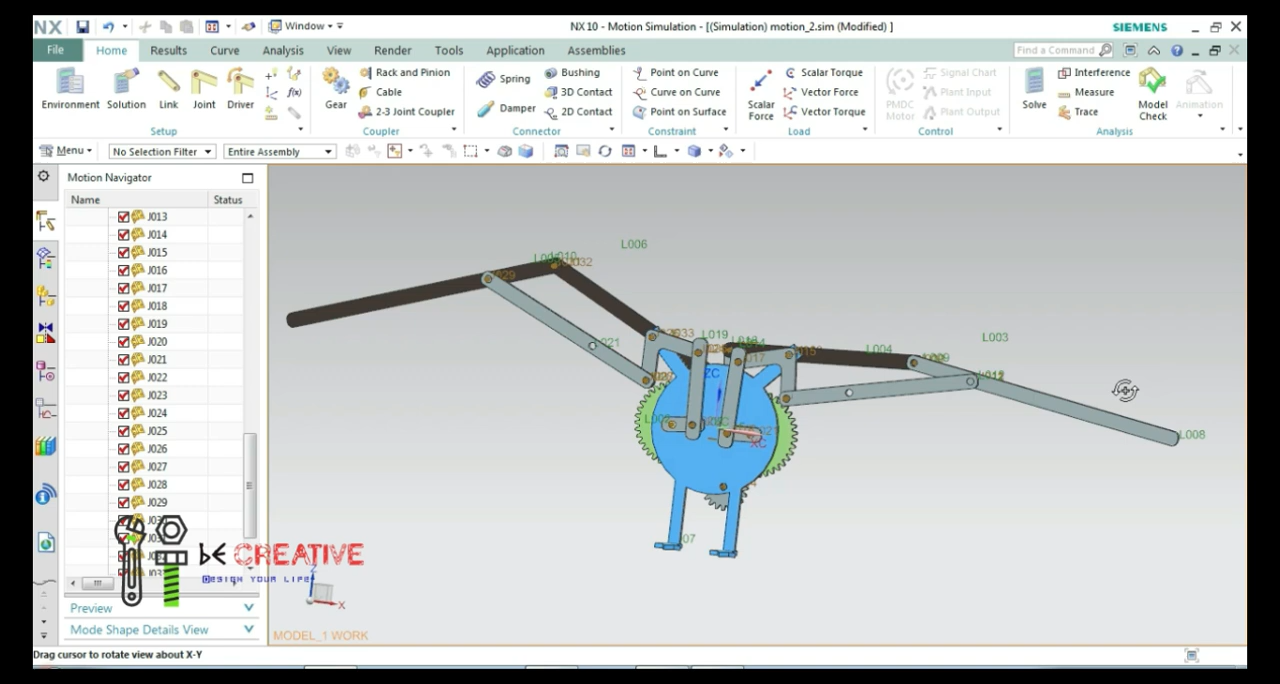 NX Window NX 10 - Motion Simulation - [(Simulation) motion_2.sim (Modified) ] SIEMENS
File Home Results Curve Analysis View Render Tools Application Assemblies Find a Command
Environment Solution Link Joint Driver f(x) Gear Rack and Pinion Spring Bushing Point on Curve Scalar Force Scalar Torque PMDC Motor Signal Chart Solve Interference Model Check Animation
Cable 3D Contact Curve on Curve Vector Force Plant Input Measure
2-3 Joint Coupler Damper 2D Contact Point on Surface Vector Torque Plant Output Trace
Setup Coupler Connector Constraint Load Control Analysis
Menu No Selection Filter Entire Assembly
Motion Navigator
Name Status
J013
J014
J015
J016
J017
J018
J019
J020
J021
J022
J023
J024
J025
J026
J027
J028
J029
L006
L019
L003
L004
L008
ZC
XC
bE CREATIVE
DESIGN YOUR LIFE
Z
X
Preview
Mode Shape Details View
MODEL_1 WORK
Drag cursor to rotate view about X-Y